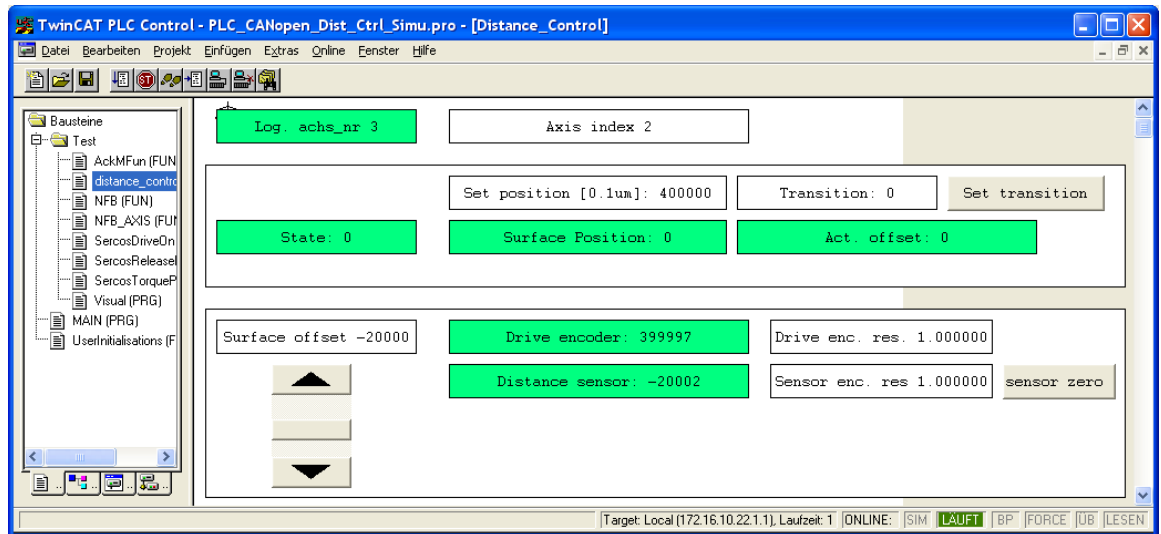 TwinCAT PLC Control - PLC_CANopen_Dist_Ctrl_Simu.pro - [Distance_Control]
Datei Bearbeiten Projekt Einfügen Extras Online Fenster Hilfe
Bausteine
Test
AckMFun (FUN
distance_contro
NFB (FUN)
NFB_AXIS (FUN
SercosDriveOn
SercosReleasel
SercosTorqueP
Visual (PRG)
MAIN (PRG)
UserInitialisations (F
Log. achs_nr 3 Axis index 2
Set position [0.1um]: 400000 Transition: 0 Set transition
State: 0 Surface Position: 0 Act. offset: 0
Surface offset -20000 Drive encoder: 399997 Drive enc. res. 1.000000
Distance sensor: -20002 Sensor enc. res 1.000000 sensor zero
Target: Local (172.16.10.22.1.1), Laufzeit: 1 ONLINE: SIM LÄUFT BP FORCE ÜB LESEN